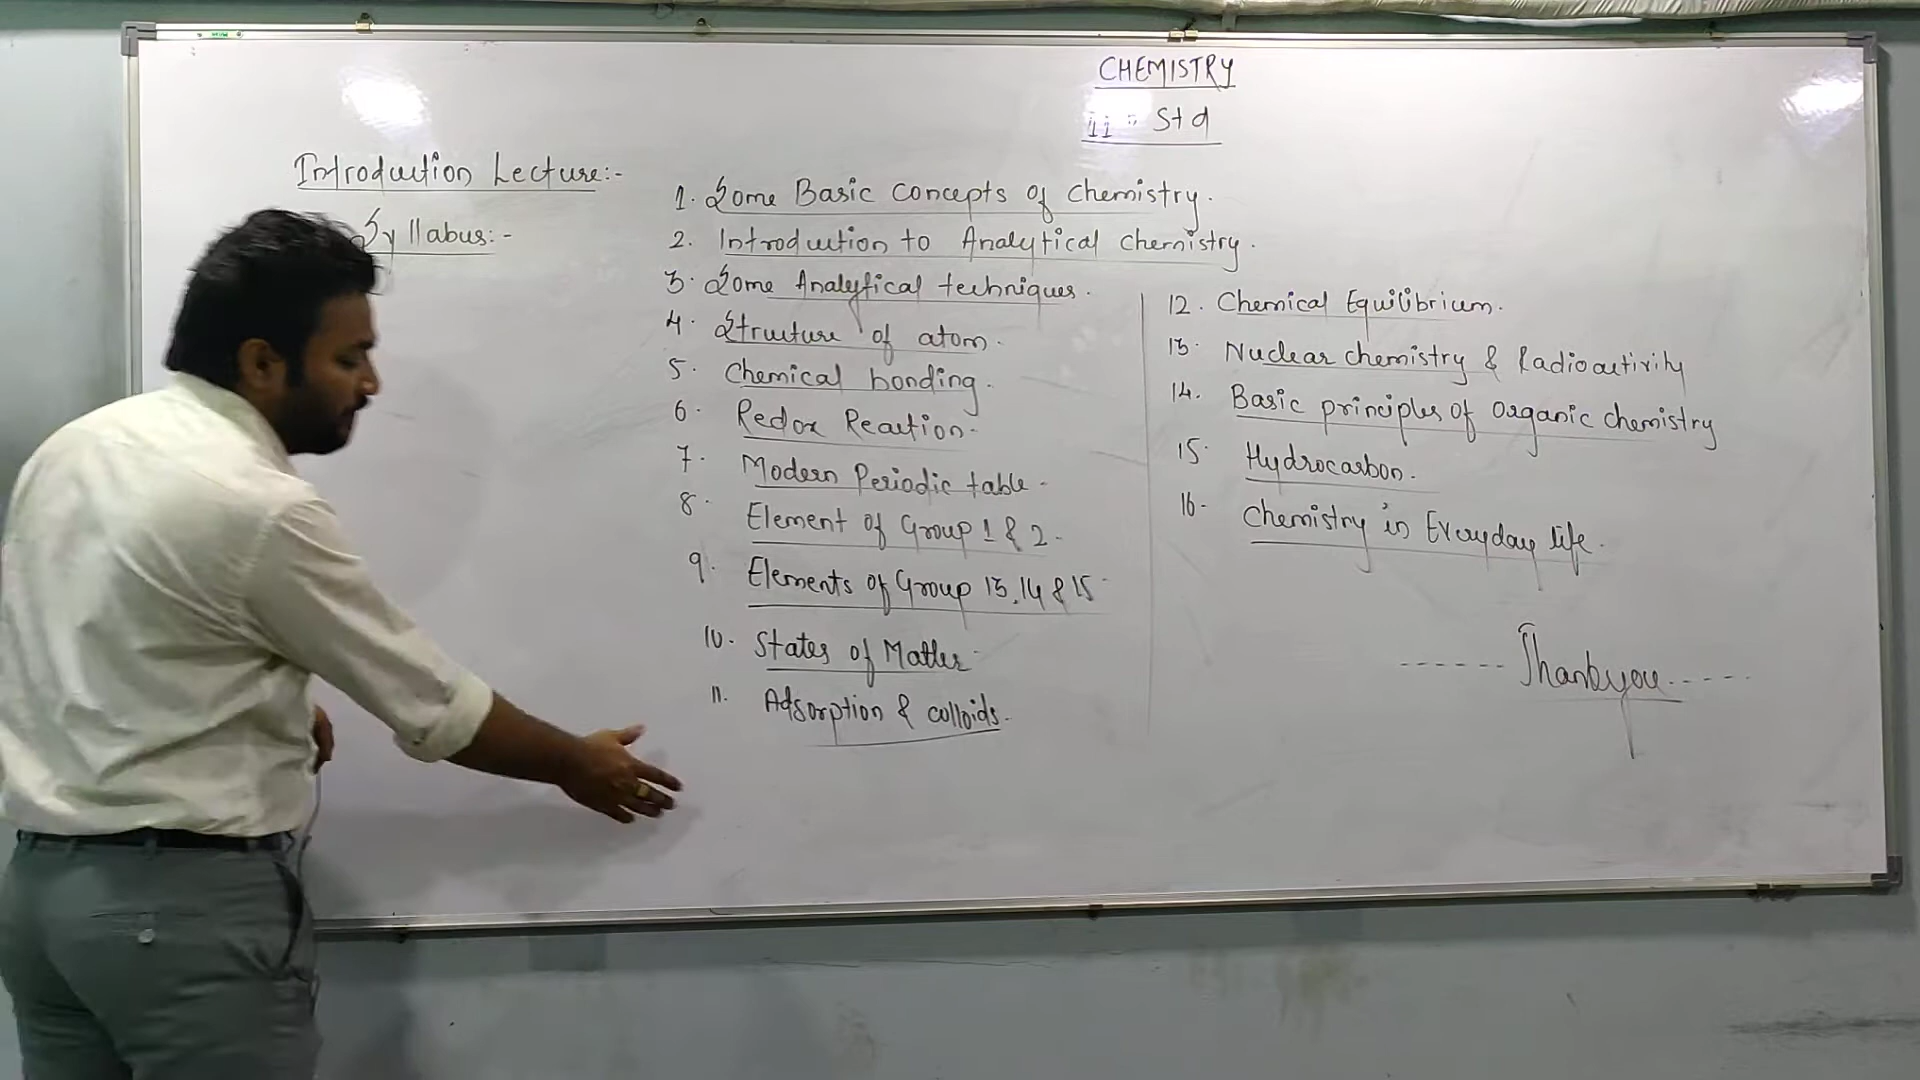 CHEMISTRY
11th Std
Introduction Lecture:-
Syllabus:-
1. Some Basic Concepts of Chemistry.
2. Introduction to Analytical chemistry.
3. Some Analytical techniques.
4. Structure of atom.
5. Chemical bonding.
6. Redox Reaction.
7. Modern Periodic table.
8. Element of Group 1 & 2.
9. Elements of Group 13, 14 & 15
10. States of Matter
11. Adsorption & colloids.
12. Chemical Equilibrium.
13. Nuclear chemistry & Radioactivity
14. Basic principles of organic chemistry
15. Hydrocarbon.
16. Chemistry in Everyday life.
------ Thankyou -----